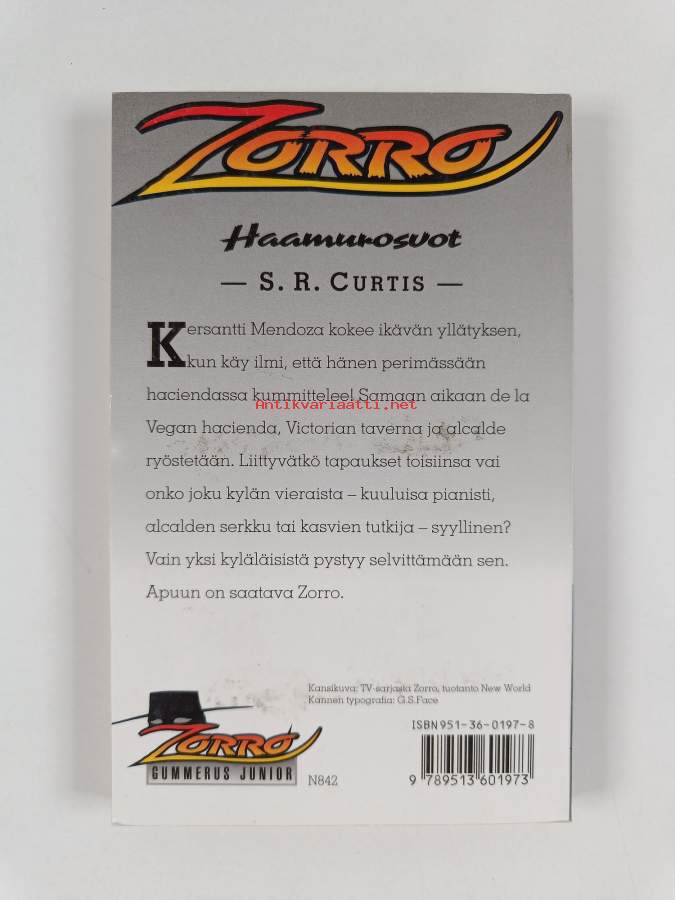 ZORRO
Haamurosvot
— S. R. CURTIS —
Kersantti Mendoza kokee ikävän yllätyksen,
kun käy ilmi, että hänen perimässään
haciendassa kummittelee! Samaan aikaan de la
Antikvariaatti.net
Vegan hacienda, Victorian taverna ja alcalde
ryöstetään. Liittyvätkö tapaukset toisiinsa vai
onko joku kylän vieraista – kuuluisa pianisti,
alcalden serkku tai kasvien tutkija – syyllinen?
Vain yksi kyläläisistä pystyy selvittämään sen.
Apuun on saatava Zorro.
Kansikuva: TV-sarjasta Zorro, tuotanto New World
Kannen typografia: G.S.Face
ISBN 951-36-0197-8
ZORRO
GUMMERUS JUNIOR
N842
9 789513 601973